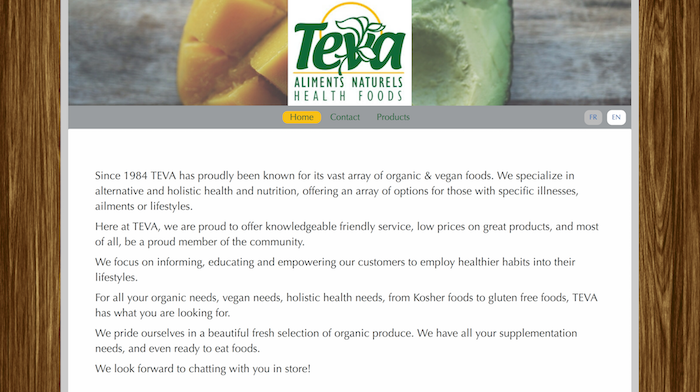 Teva
ALIMENTS NATURELS
HEALTH FOODS
Home Contact Products FR EN
Since 1984 TEVA has proudly been known for its vast array of organic & vegan foods. We specialize in
alternative and holistic health and nutrition, offering an array of options for those with specific illnesses,
ailments or lifestyles.
Here at TEVA, we are proud to offer knowledgeable friendly service, low prices on great products, and most
of all, be a proud member of the community.
We focus on informing, educating and empowering our customers to employ healthier habits into their
lifestyles.
For all your organic needs, vegan needs, holistic health needs, from Kosher foods to gluten free foods, TEVA
has what you are looking for.
We pride ourselves in a beautiful fresh selection of organic produce. We have all your supplementation
needs, and even ready to eat foods.
We look forward to chatting with you in store!